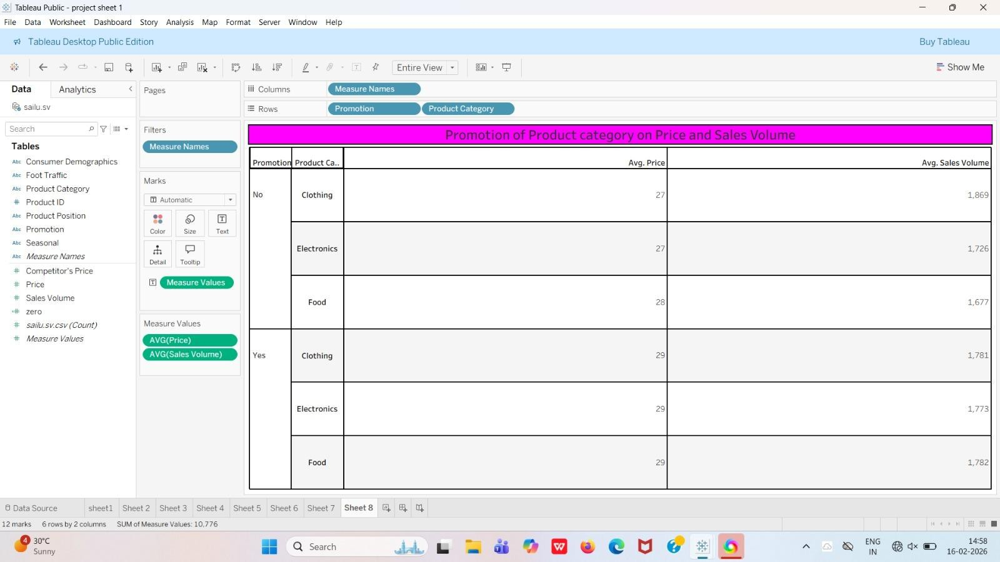 Tableau Public - project sheet 1
File Data Worksheet Dashboard Story Analysis Map Format Server Window Help
Tableau Desktop Public Edition
Buy Tableau
Entire View
Show Me
Data Analytics
sailu.sv
Search
Tables
Abc Consumer Demographics
Abc Foot Traffic
Abc Product Category
# Product ID
Abc Product Position
Abc Promotion
Abc Seasonal
Abc Measure Names
# Competitor's Price
# Price
# Sales Volume
=# zero
# sailu.sv.csv (Count)
# Measure Values
Pages
Filters
Measure Names
Marks
T Automatic
Color Size T Text
Detail Tooltip
T Measure Values
Measure Values
AVG(Price)
AVG(Sales Volume)
iii Columns Measure Names
Rows Promotion Product Category
Promotion of Product category on Price and Sales Volume
Promotion Product Ca.. Avg. Price Avg. Sales Volume
No Clothing 27 1,869
Electronics 27 1,726
Food 28 1,677
Yes Clothing 29 1,781
Electronics 29 1,773
Food 29 1,782
Data Source sheet1 Sheet 2 Sheet 3 Sheet 4 Sheet 5 Sheet 6 Sheet 7 Sheet 8
12 marks 6 rows by 2 columns SUM of Measure Values: 10,776
4 30°C
Sunny
Search
ENG
IN
14:58
16-02-2026